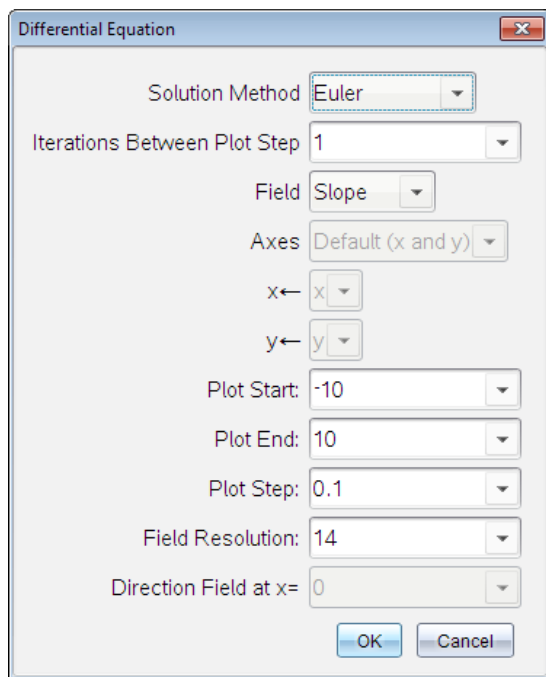 Differential Equation
Solution Method Euler
Iterations Between Plot Step 1
Field Slope
Axes Default (x and y)
x← x
y← y
Plot Start: -10
Plot End: 10
Plot Step: 0.1
Field Resolution: 14
Direction Field at x= 0
OK Cancel